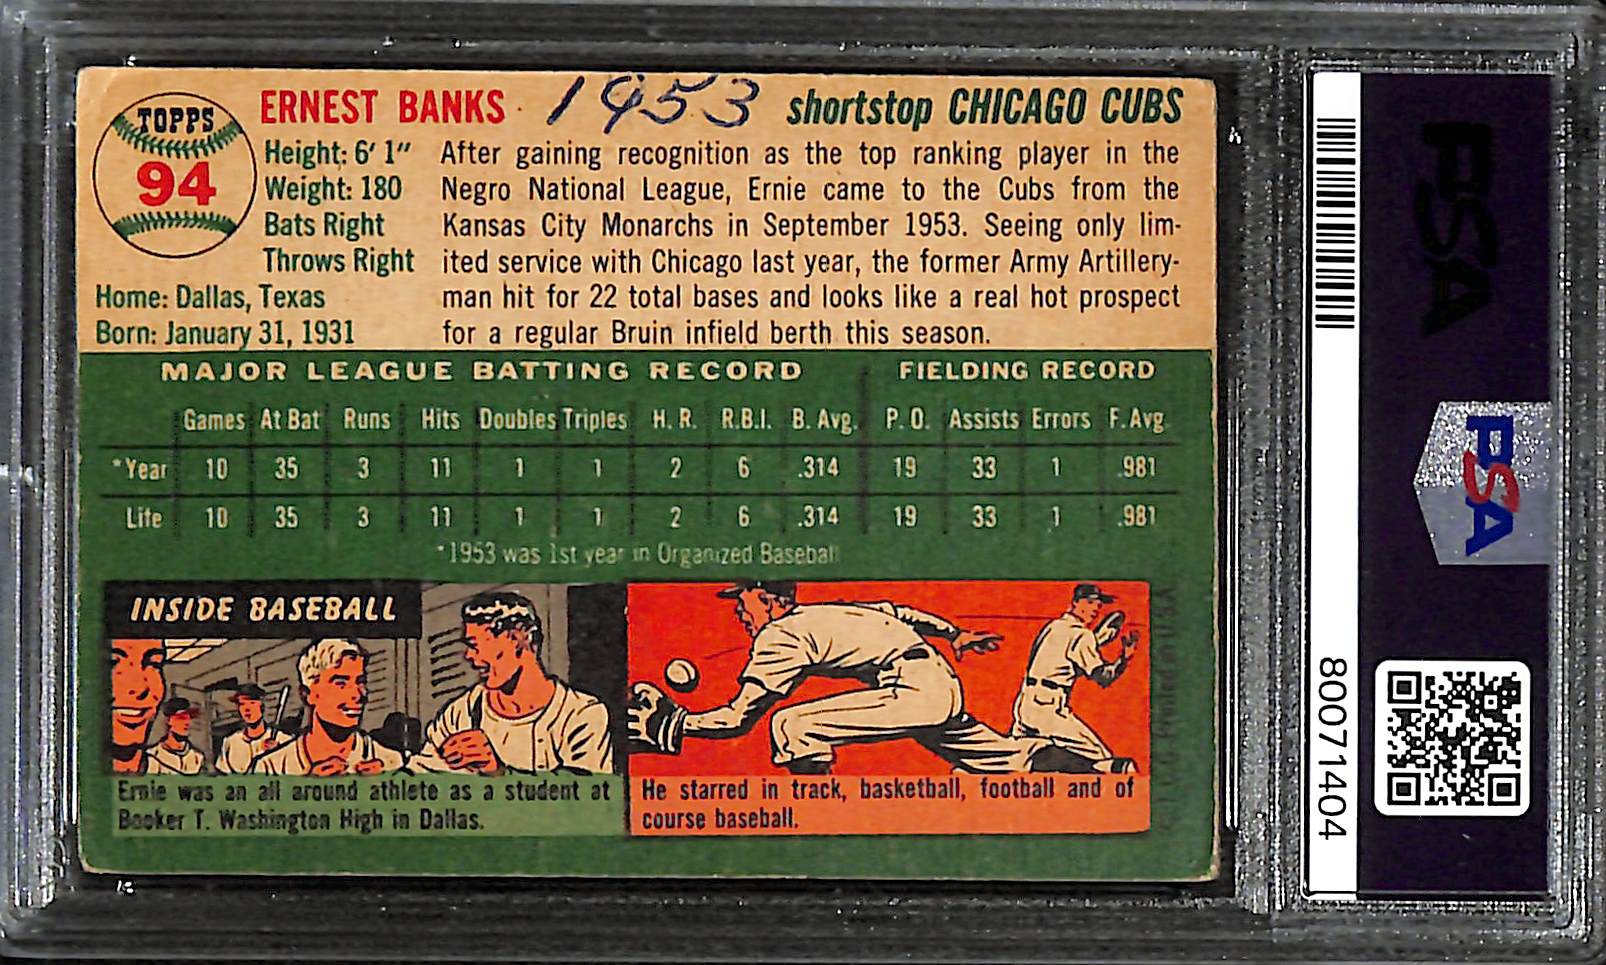 TOPPS
94
ERNEST BANKS 1953 shortstop CHICAGO CUBS
Height: 6' 1"
Weight: 180
Bats Right
Throws Right
Home: Dallas, Texas
Born: January 31, 1931
After gaining recognition as the top ranking player in the
Negro National League, Ernie came to the Cubs from the
Kansas City Monarchs in September 1953. Seeing only lim-
ited service with Chicago last year, the former Army Artillery-
man hit for 22 total bases and looks like a real hot prospect
for a regular Bruin infield berth this season.
MAJOR LEAGUE BATTING RECORD FIELDING RECORD
Games At Bat Runs Hits Doubles Triples H. R. R.B.I. B. Avg. P. O. Assists Errors F. Avg.
*Year 10 35 3 11 1 1 2 6 .314 19 33 1 .981
Life 10 35 3 11 1 1 2 6 .314 19 33 1 .981
*1953 was 1st year in Organized Baseball
INSIDE BASEBALL
Ernie was an all around athlete as a student at
Booker T. Washington High in Dallas.
He starred in track, basketball, football and of
course baseball.
Printed in U.S.A.
PSA
PSA
80071404